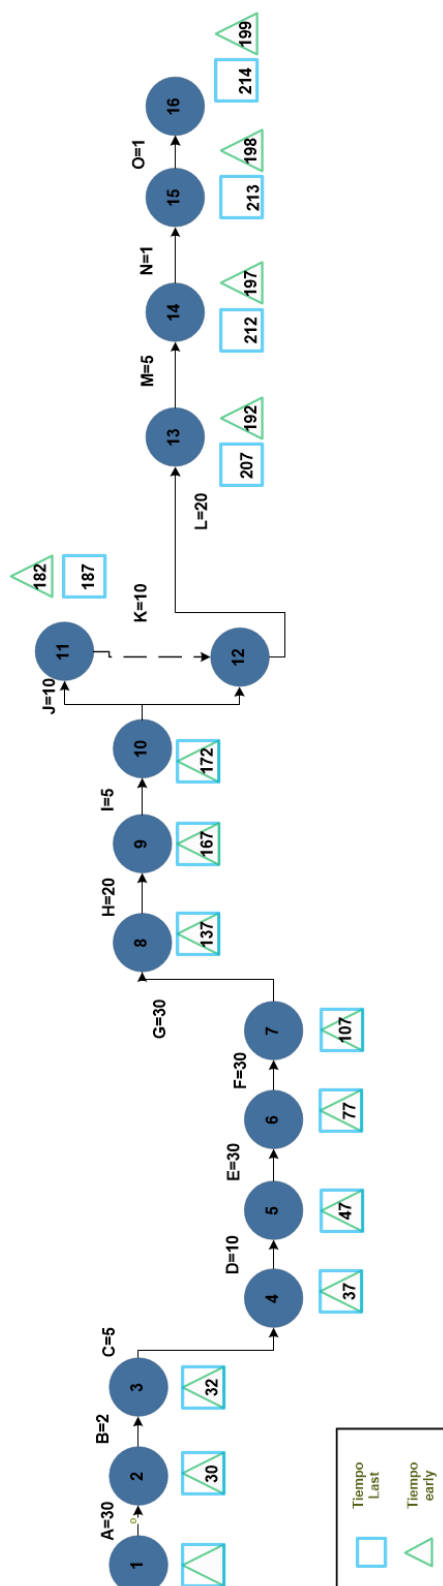 1
A=30
2
30
B=2
3
32
C=5
4
37
D=10
5
47
E=30
6
77
F=30
7
107
G=30
8
137
H=20
9
167
I=5
10
172
J=10
11
182
187
12
K=10
L=20
13
192
207
M=5
14
197
212
N=1
15
198
213
O=1
16
199
214
Tiempo
Last
Tiempo
early